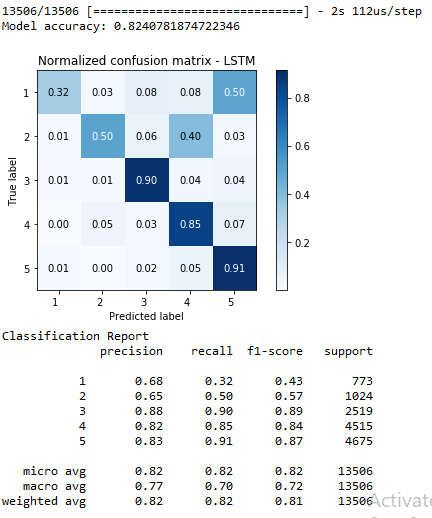 13506/13506 [==============================] - 2s 112us/step
Model accuracy: 0.8240781874722346
Normalized confusion matrix - LSTM
1 0.32 0.03 0.08 0.08 0.50
2 0.01 0.50 0.06 0.40 0.03
3 0.01 0.01 0.90 0.04 0.04
4 0.00 0.05 0.03 0.85 0.07
5 0.01 0.00 0.02 0.05 0.91
1 2 3 4 5
True label
Predicted label
0.8
0.6
0.4
0.2
Classification Report
precision recall f1-score support
1 0.68 0.32 0.43 773
2 0.65 0.50 0.57 1024
3 0.88 0.90 0.89 2519
4 0.82 0.85 0.84 4515
5 0.83 0.91 0.87 4675
micro avg 0.82 0.82 0.82 13506
macro avg 0.77 0.70 0.72 13506
weighted avg 0.82 0.82 0.81 13506
Activate